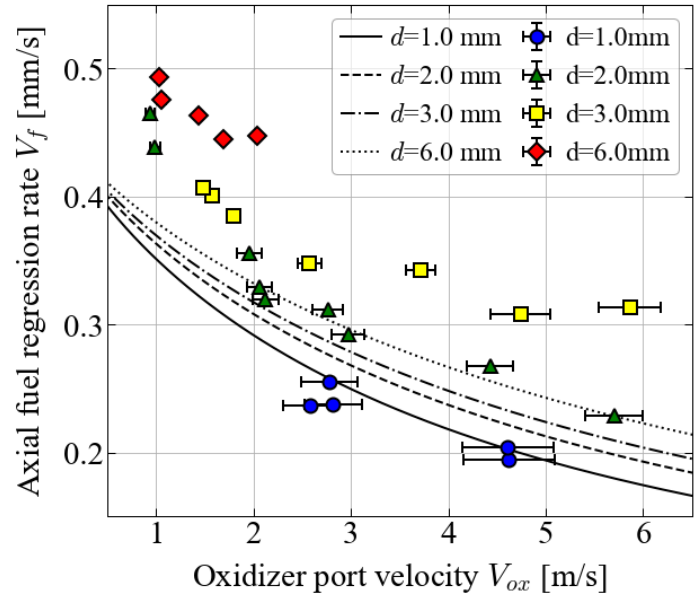 Axial fuel regression rate V_f [mm/s]
0.5
0.4
0.3
0.2
d=1.0 mm
d=2.0 mm
d=3.0 mm
d=6.0 mm
d=1.0mm
d=2.0mm
d=3.0mm
d=6.0mm
1 2 3 4 5 6
Oxidizer port velocity V_ox [m/s]